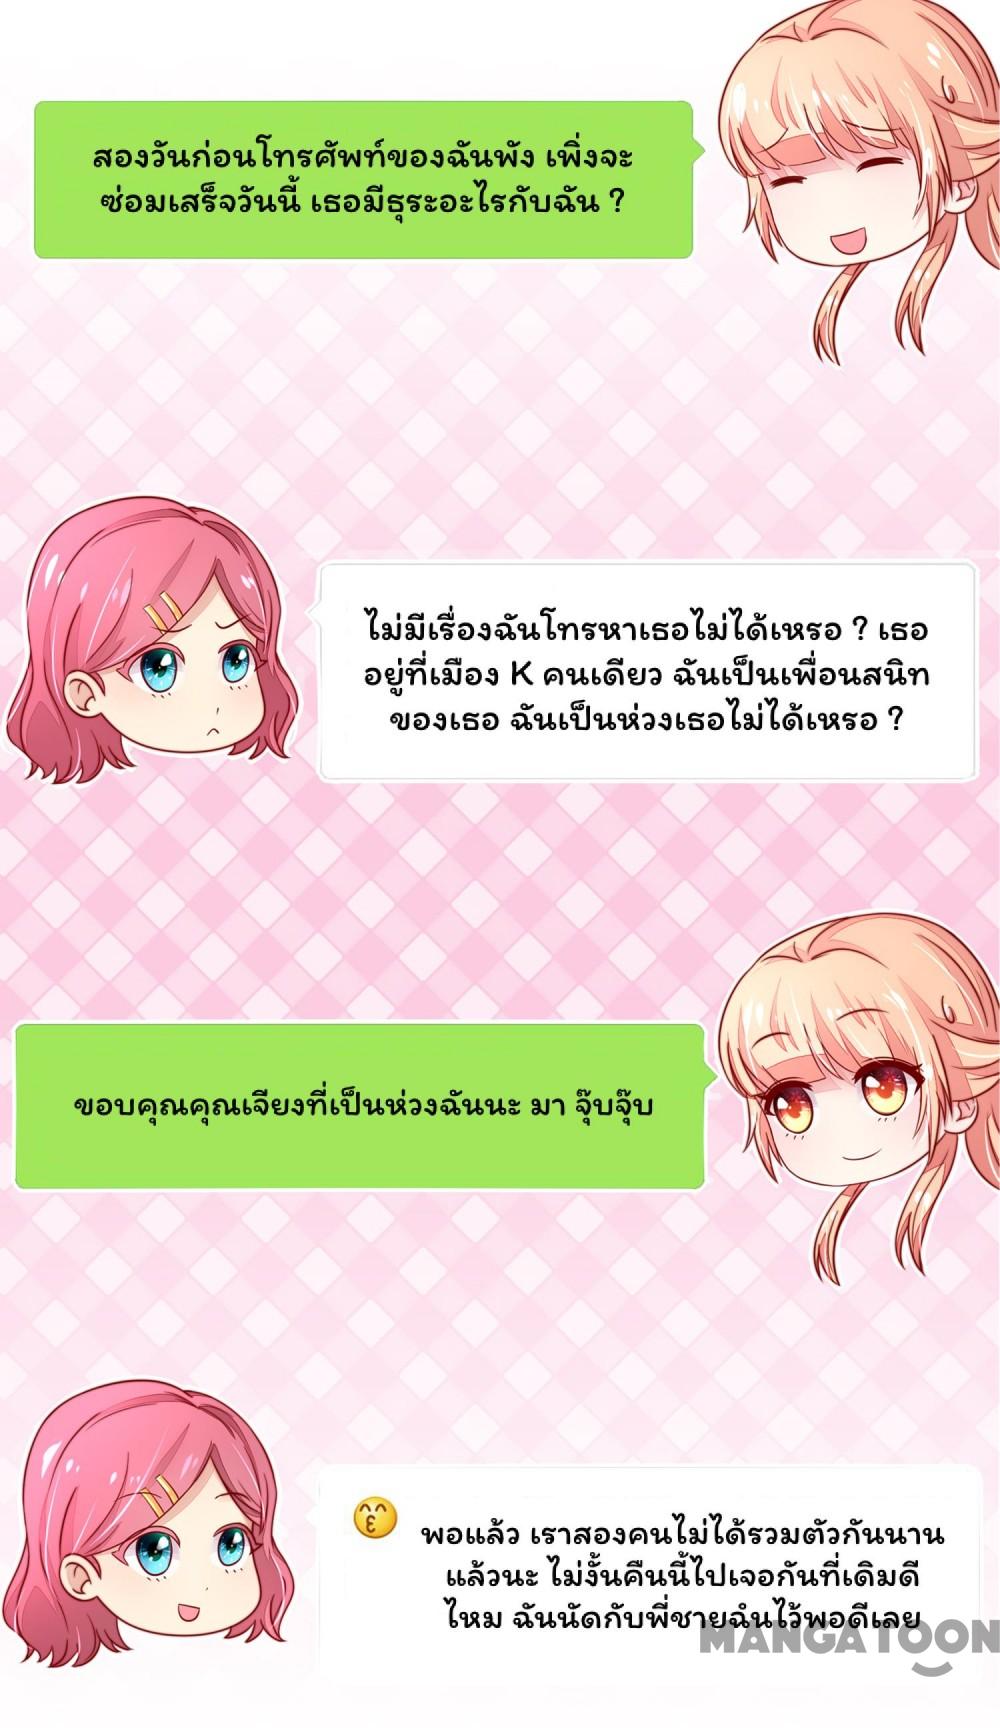 สองวันก่อนโทรศัพท์ของฉันพัง เพิ่งจะ
ซ่อมเสร็จวันนี้ เธอมีธุระอะไรกับฉัน ?
ไม่มีเรื่องฉันโทรหาเธอไม่ได้เหรอ ? เธอ
อยู่ที่เมือง K คนเดียว ฉันเป็นเพื่อนสนิท
ของเธอ ฉันเป็นห่วงเธอไม่ได้เหรอ ?
ขอบคุณคุณเจียงที่เป็นห่วงฉันนะ มา จุ๊บจุ๊บ
พอแล้ว เราสองคนไม่ได้รวมตัวกันนาน
แล้วนะ ไม่งั้นคืนนี้ไปเจอกันที่เดิมดี
ไหม ฉันนัดกับพี่ชายฉันไว้พอดีเลย
MANGATOON